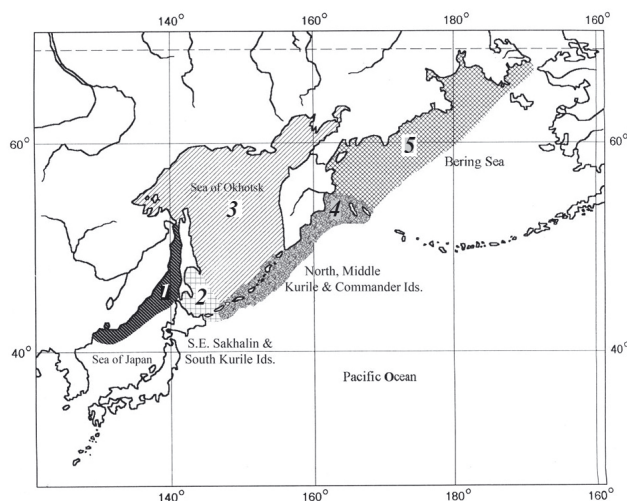 140° 160° 180° 160°
60° 60°
5
Bering Sea
Sea of Okhotsk
3
4
1
2
North, Middle
Kurile & Commander Ids.
S.E. Sakhalin &
South Kurile Ids.
40° 40°
Sea of Japan
Pacific Ocean
140° 160° 180° 160°